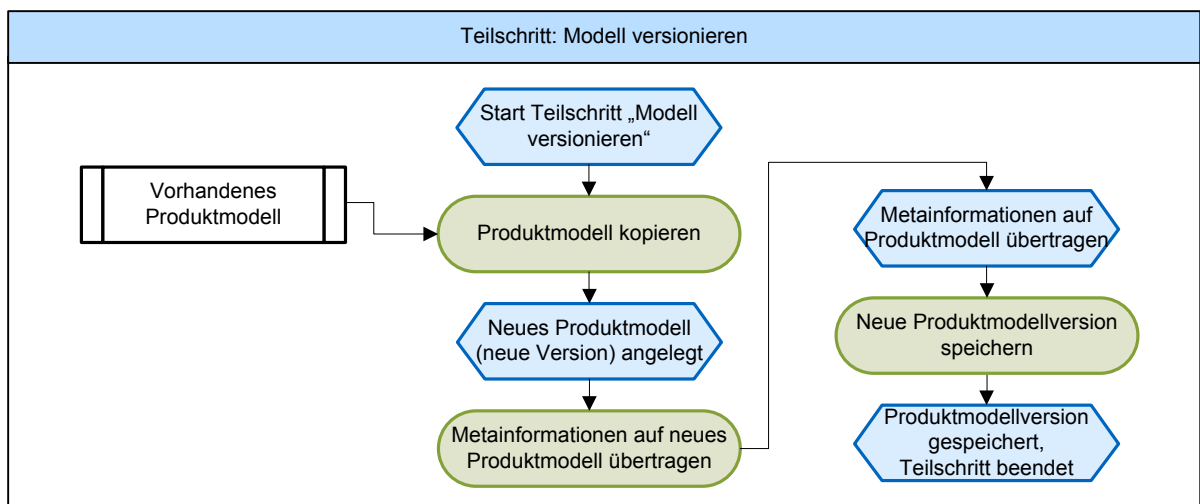 Teilschritt: Modell versionieren
Start Teilschritt „Modell
versionieren“
Vorhandenes
Produktmodell
Produktmodell kopieren
Neues Produktmodell
(neue Version) angelegt
Metainformationen auf neues
Produktmodell übertragen
Metainformationen auf
Produktmodell übertragen
Neue Produktmodellversion
speichern
Produktmodellversion
gespeichert,
Teilschritt beendet